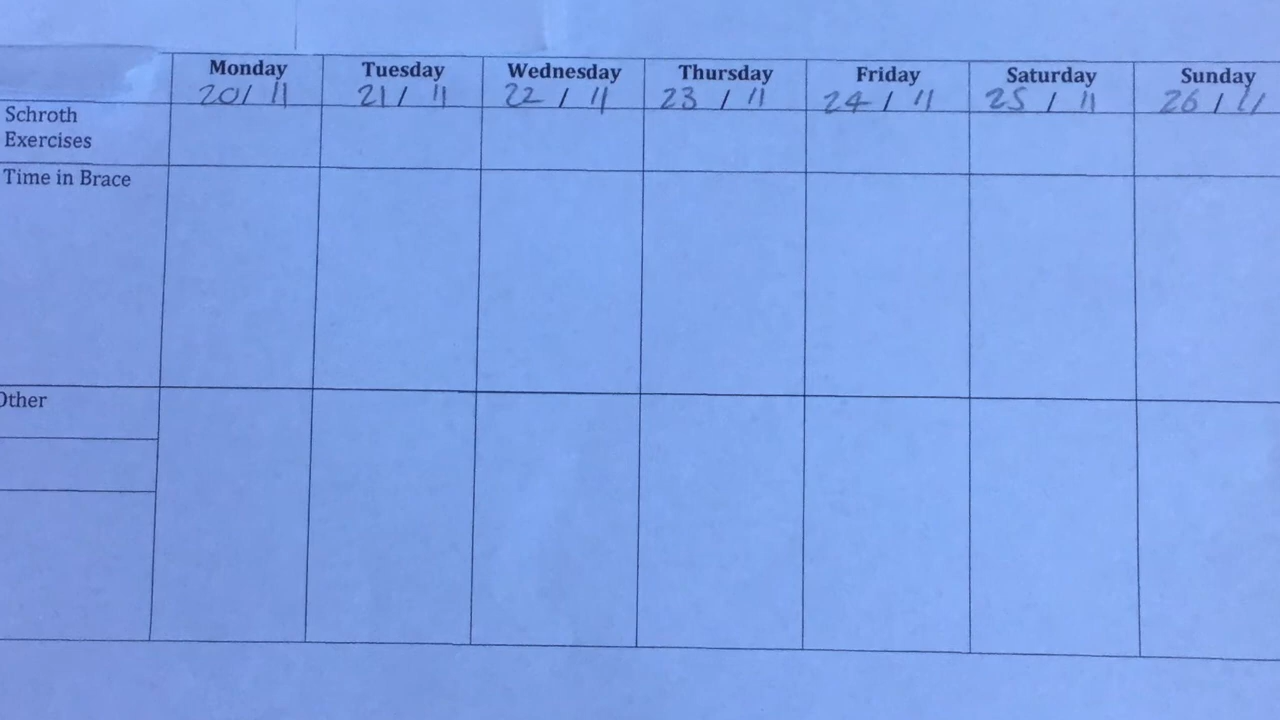 Monday Tuesday Wednesday Thursday Friday Saturday Sunday
20/ 11 21/ 11 22 / 11 23 / 11 24 / 11 25 / 11 26 / 11
Schroth
Exercises
Time in Brace
Other